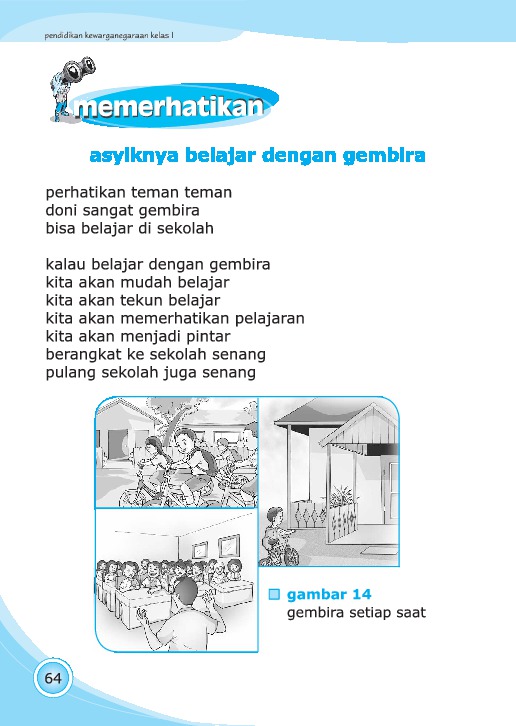 pendidikan kewarganegaraan kelas I
memerhatikan
asyiknya belajar dengan gembira
perhatikan teman teman
doni sangat gembira
bisa belajar di sekolah
kalau belajar dengan gembira
kita akan mudah belajar
kita akan tekun belajar
kita akan memerhatikan pelajaran
kita akan menjadi pintar
berangkat ke sekolah senang
pulang sekolah juga senang
gambar 14
gembira setiap saat
64